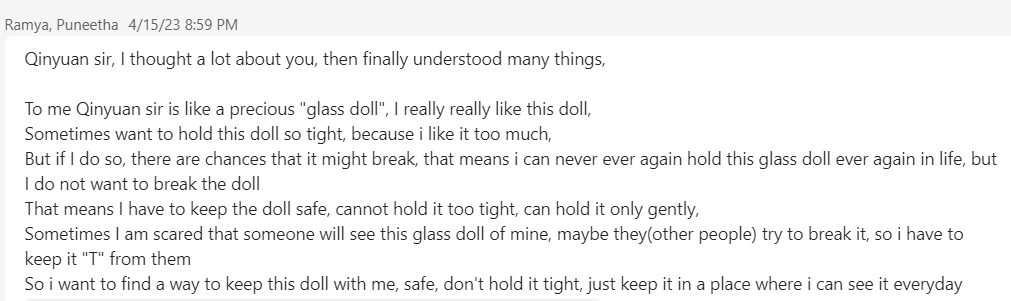 Ramya, Puneetha 4/15/23 8:59 PM
Qinyuan sir, I thought a lot about you, then finally understood many things,
To me Qinyuan sir is like a precious "glass doll", I really really like this doll,
Sometimes want to hold this doll so tight, because i like it too much,
But if I do so, there are chances that it might break, that means i can never ever again hold this glass doll ever again in life, but
I do not want to break the doll
That means I have to keep the doll safe, cannot hold it too tight, can hold it only gently,
Sometimes I am scared that someone will see this glass doll of mine, maybe they(other people) try to break it, so i have to
keep it "T" from them
So i want to find a way to keep this doll with me, safe, don't hold it tight, just keep it in a place where i can see it everyday